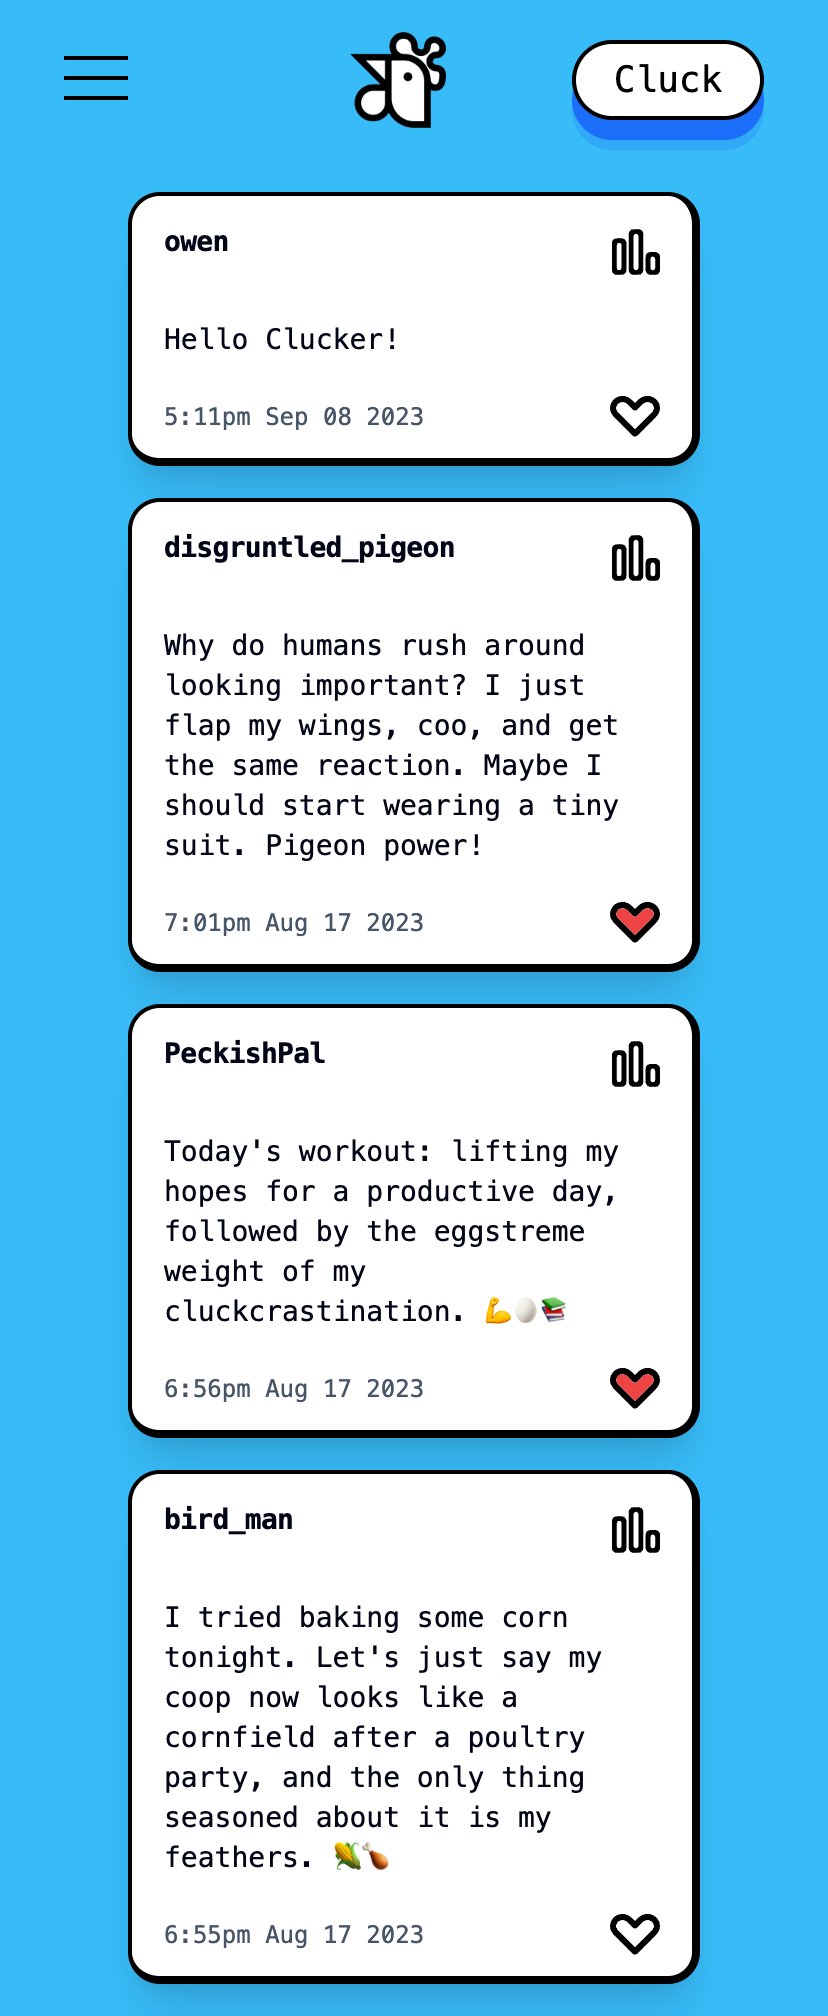 Cluck
owen
Hello Clucker!
5:11pm Sep 08 2023
disgruntled_pigeon
Why do humans rush around
looking important? I just
flap my wings, coo, and get
the same reaction. Maybe I
should start wearing a tiny
suit. Pigeon power!
7:01pm Aug 17 2023
PeckishPal
Today's workout: lifting my
hopes for a productive day,
followed by the eggstreme
weight of my
cluckcrastination. 💪🥚📚
6:56pm Aug 17 2023
bird_man
I tried baking some corn
tonight. Let's just say my
coop now looks like a
cornfield after a poultry
party, and the only thing
seasoned about it is my
feathers. 🌽🍗
6:55pm Aug 17 2023